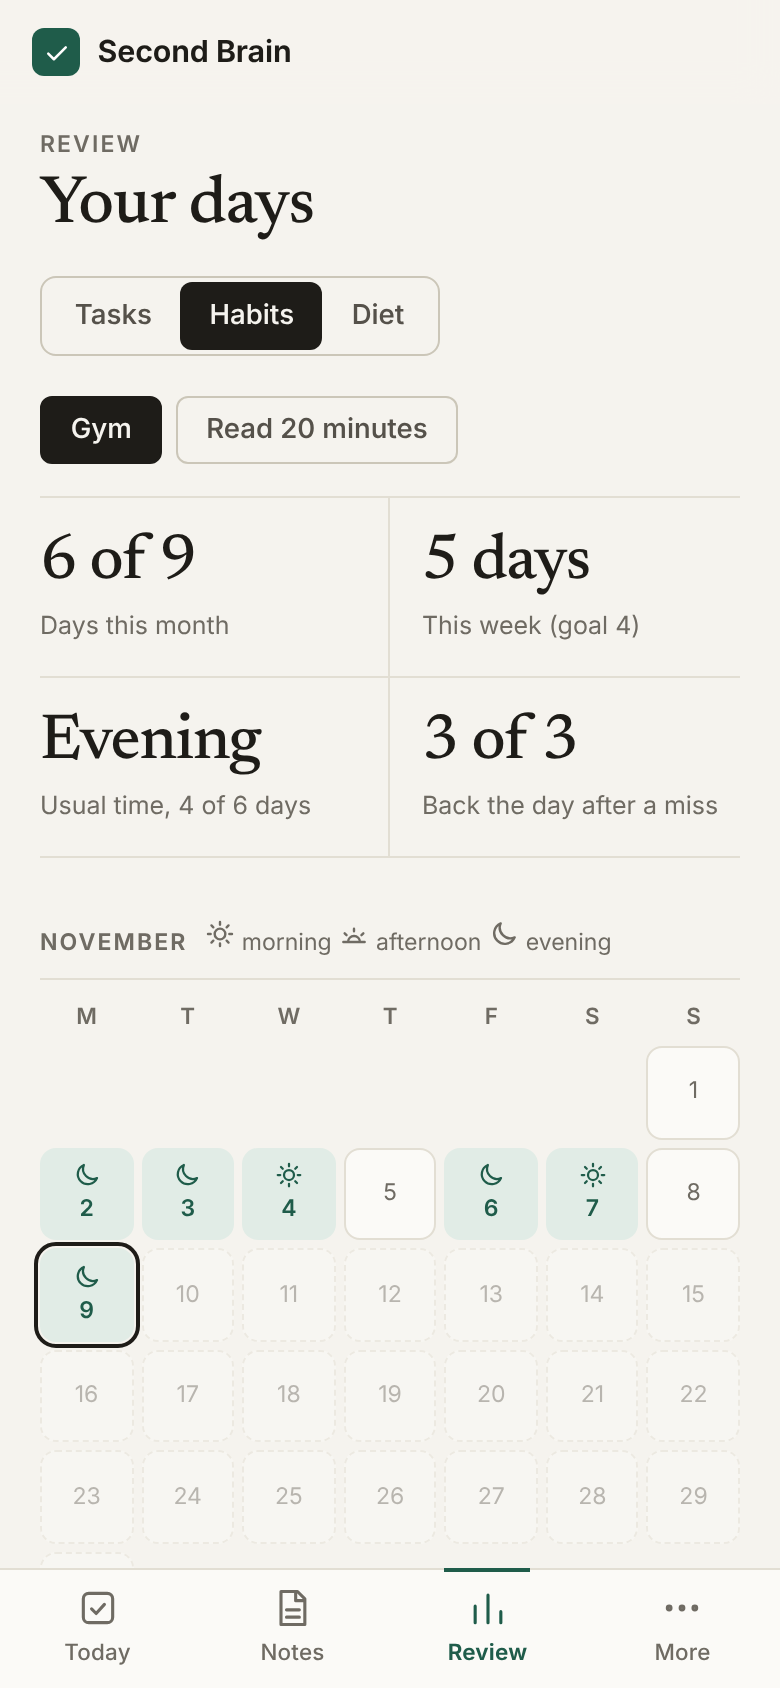 Second Brain
REVIEW
Your days
Tasks Habits Diet
Gym Read 20 minutes
6 of 9 5 days
Days this month This week (goal 4)
Evening 3 of 3
Usual time, 4 of 6 days Back the day after a miss
NOVEMBER morning afternoon evening
M T W T F S S
1
2 3 4 5 6 7 8
9 10 11 12 13 14 15
16 17 18 19 20 21 22
23 24 25 26 27 28 29
Today Notes Review More